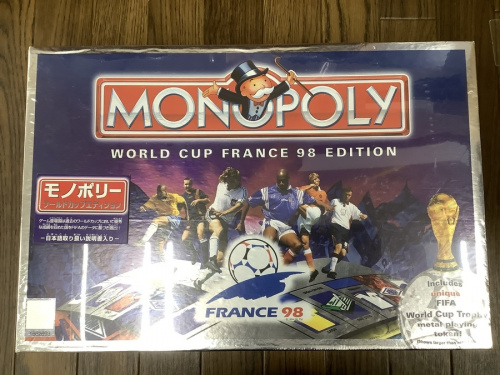 MONOPOLY
WORLD CUP FRANCE 98 EDITION
モノポリー
ワールドカップエディション
－日本語取り扱い説明書入り－
FRANCE 98
Includes
unique
FIFA
World Cup
metal playing
token!